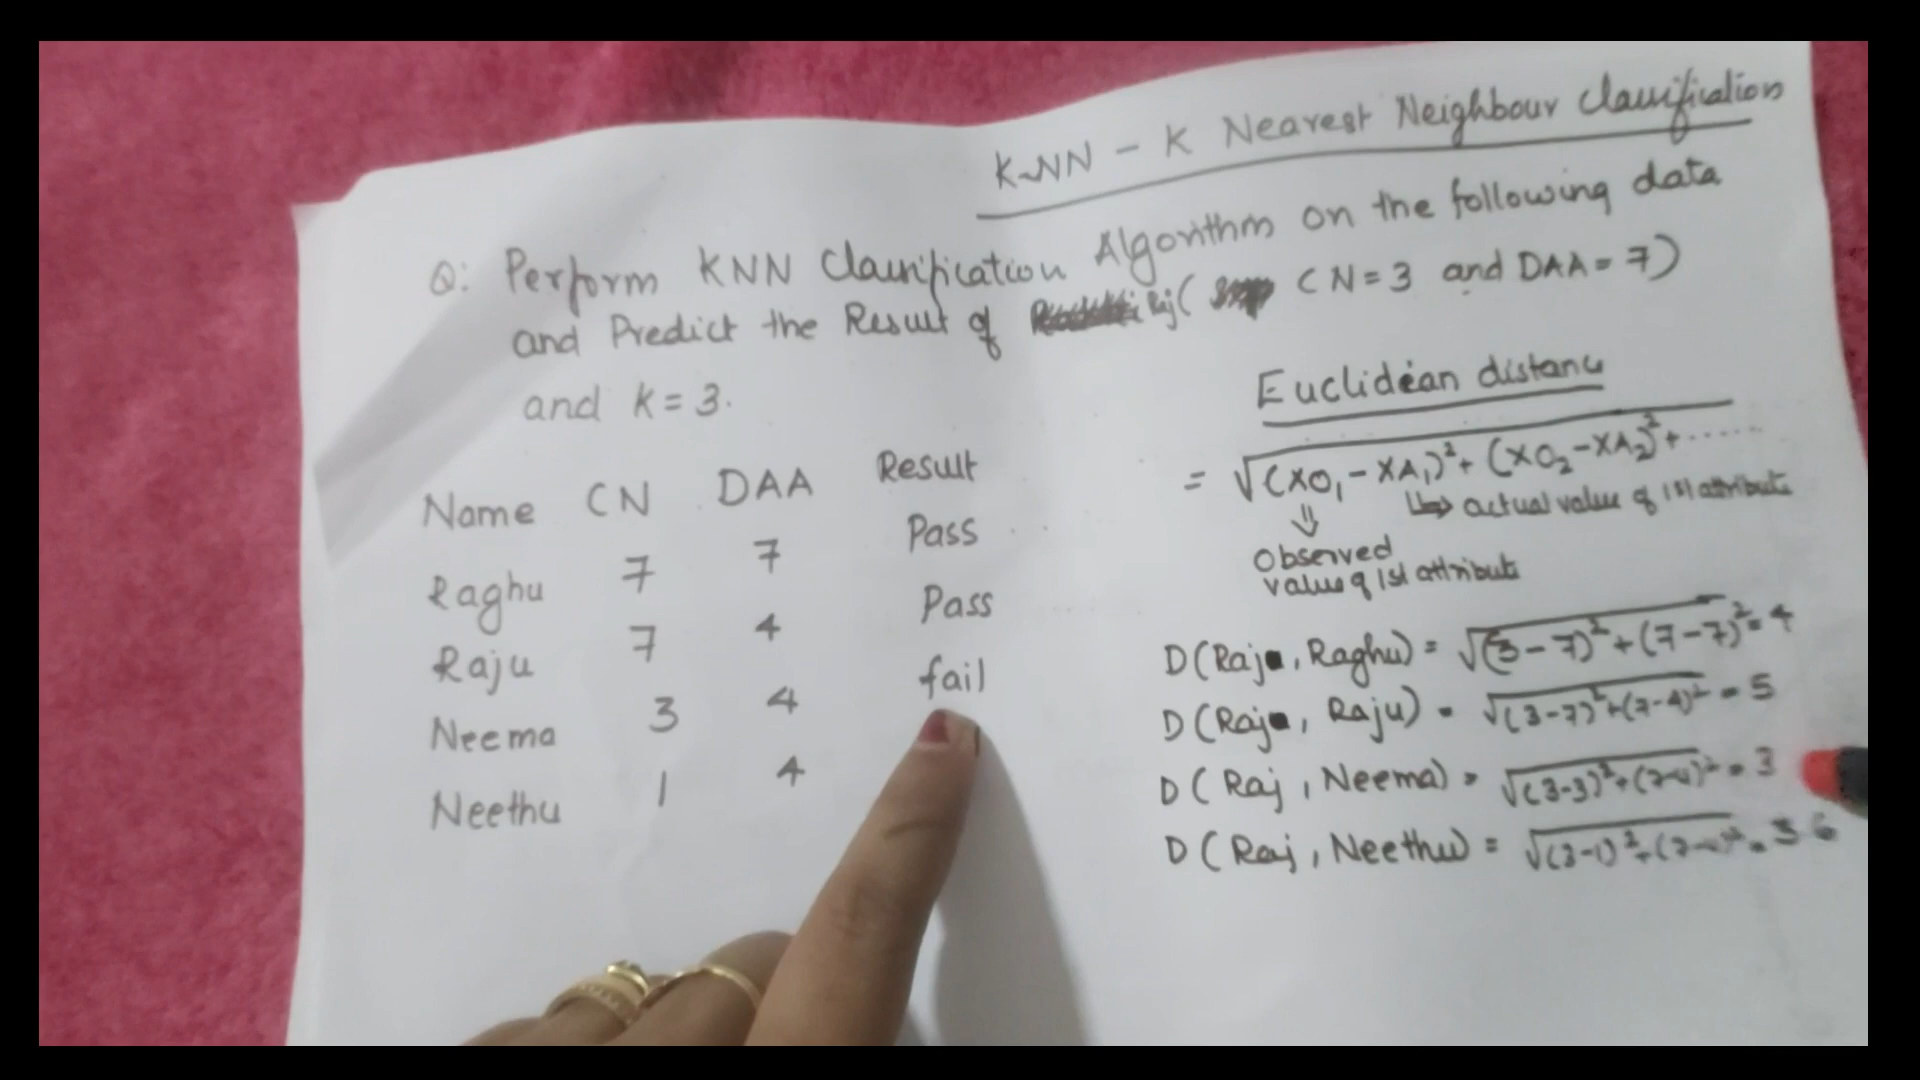 KNN - K Nearest Neighbour Classification
Q: Perform KNN Classification Algorithm on the following data
and Predict the Result of Raj( CN=3 and DAA=7)
and K=3.
Name CN DAA Result
Raghu 7 7 Pass
Raju 7 4 Pass
Neema 3 4 fail
Neethu 1 4
Euclidean distance
= √(XO₁-XA₁)²+(XO₂-XA₂)²+......
↳ actual value of 1st attribute
⇓
Observed
value of 1st attribute
D(Raj, Raghu) = √(3-7)²+(7-7)² = 4
D(Raj, Raju) = √(3-7)²+(7-4)² = 5
D(Raj, Neema) = √(3-3)²+(7-4)² = 3
D(Raj, Neethu) = √(3-1)²+(7-4)² = 3.6